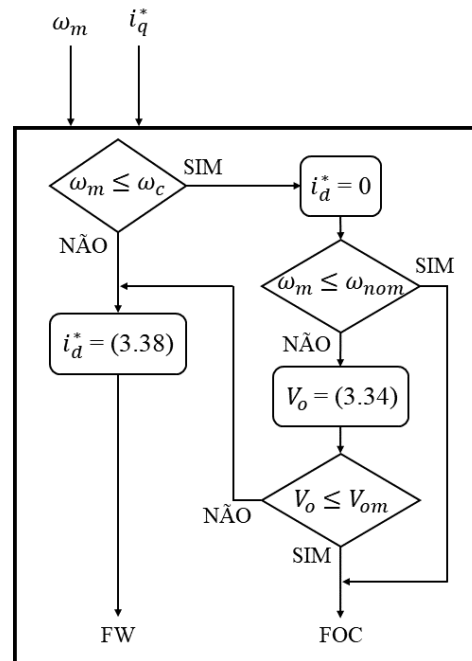 ω_m
i_q^*
ω_m ≤ ω_c
SIM
i_d^* = 0
NÃO
ω_m ≤ ω_nom
SIM
i_d^* = (3.38)
NÃO
V_o = (3.34)
V_o ≤ V_om
NÃO
SIM
FW
FOC